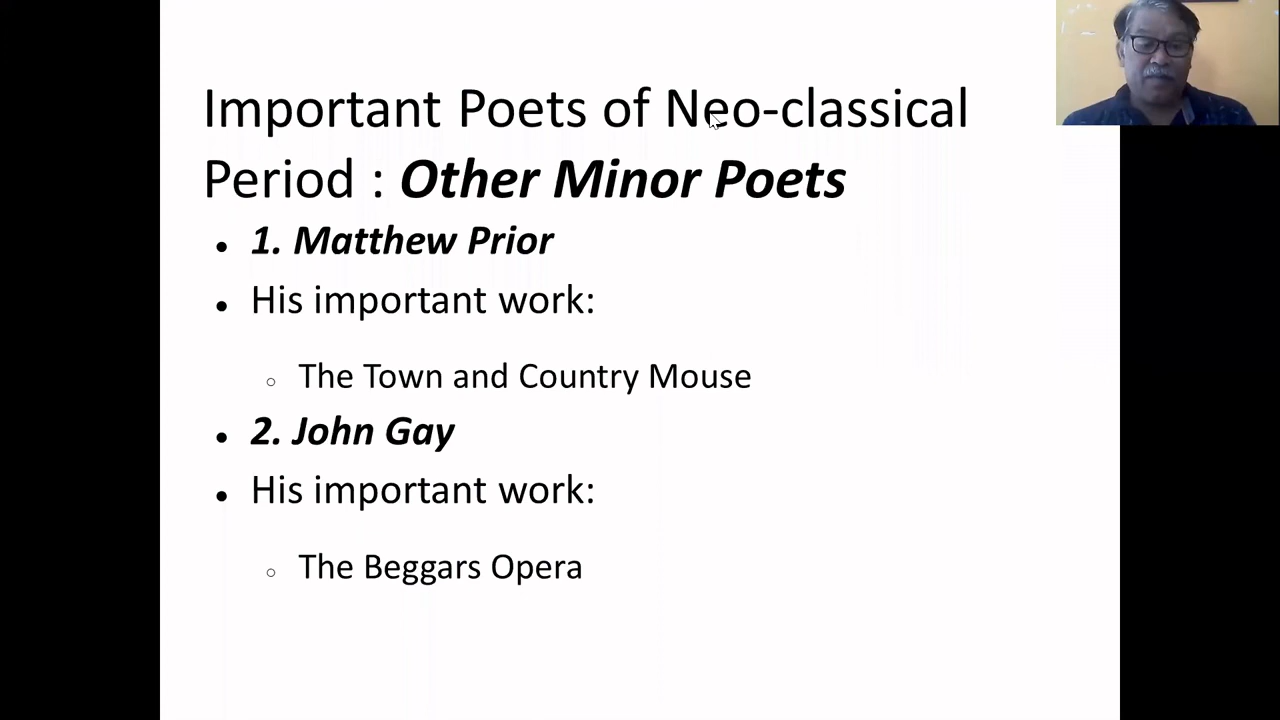 Important Poets of Neo-classical
Period : Other Minor Poets
• 1. Matthew Prior
• His important work:
○ The Town and Country Mouse
• 2. John Gay
• His important work:
○ The Beggars Opera